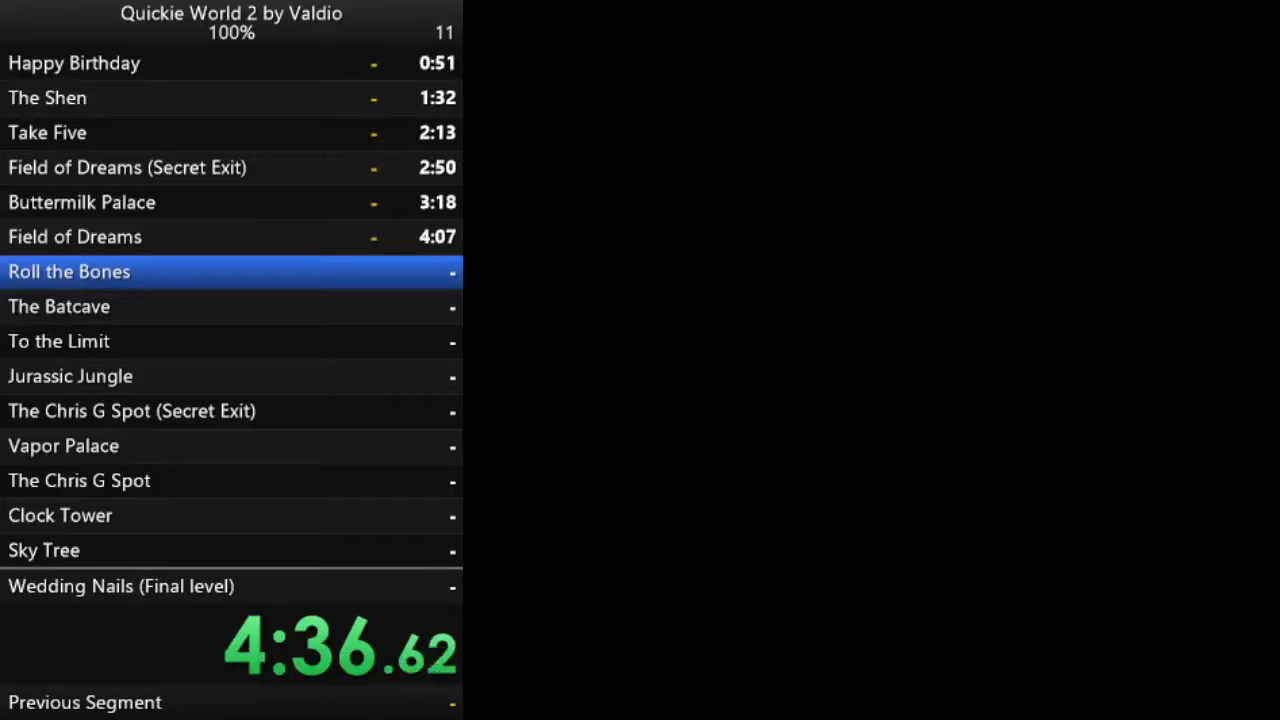 Quickie World 2 by Valdio
100% 11
Happy Birthday - 0:51
The Shen - 1:32
Take Five - 2:13
Field of Dreams (Secret Exit) - 2:50
Buttermilk Palace - 3:18
Field of Dreams - 4:07
Roll the Bones -
The Batcave -
To the Limit -
Jurassic Jungle -
The Chris G Spot (Secret Exit) -
Vapor Palace -
The Chris G Spot -
Clock Tower -
Sky Tree -
Wedding Nails (Final level) -
4:36.62
Previous Segment -